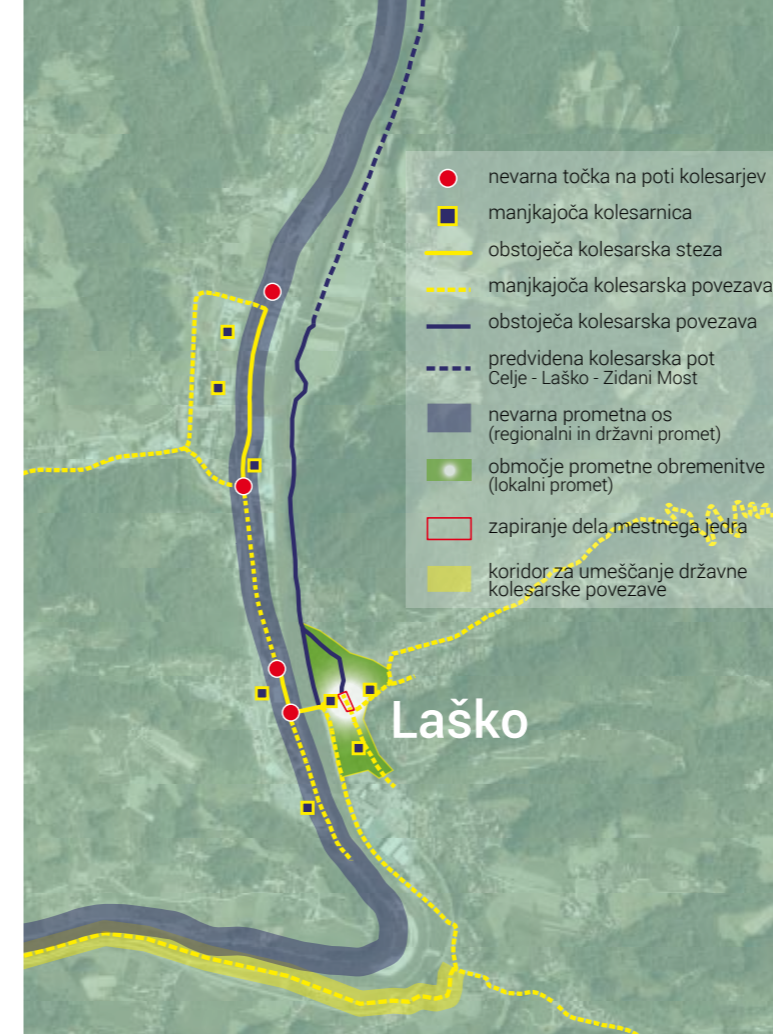 nevarna točka na poti kolesarjev
manjkajoča kolesarnica
obstoječa kolesarska steza
manjkajoča kolesarska povezava
obstoječa kolesarska povezava
predvidena kolesarska pot
Celje - Laško - Zidani Most
nevarna prometna os
(regionalni in državni promet)
območje prometne obremenitve
(lokalni promet)
zapiranje dela mestnega jedra
koridor za umeščanje državne
kolesarske povezave
Laško